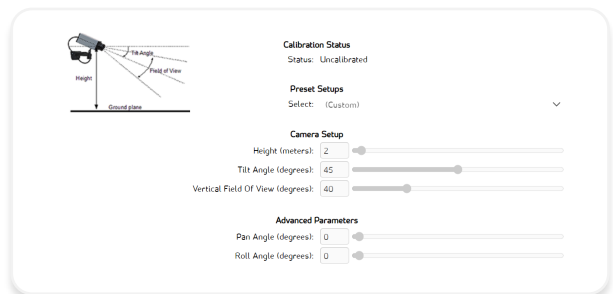 Tilt Angle
Field of View
Height
Ground plane
Calibration Status
Status: Uncalibrated
Preset Setups
Select: (Custom)
Camera Setup
Height (meters): 2
Tilt Angle (degrees): 45
Vertical Field Of View (degrees): 40
Advanced Parameters
Pan Angle (degrees): 0
Roll Angle (degrees): 0